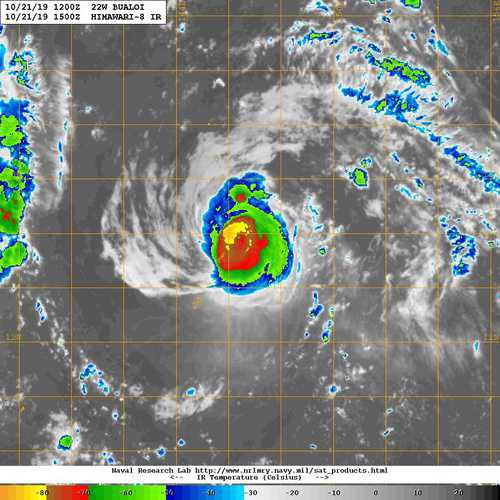 10/21/19 1200Z 22W BUALOI
10/21/19 1500Z HIMAWARI-8 IR
Naval Research Lab http://www.nrlmry.navy.mil/sat_products.html
<-- IR Temperature (Celsius) -->
-80 -70 -60 -50 -40 -30 -20 -10 0 10 20